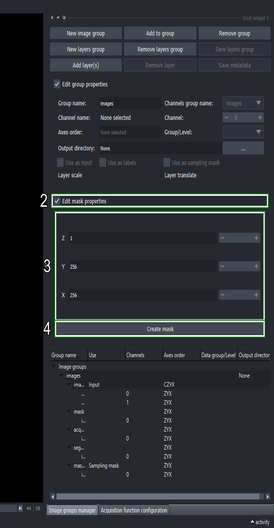 Dock widget 1
New image group Add to group Remove group
New layers group Remove layers group Save layers group
Add layer(s) Remove layer Save metadata
Edit group properties
Group name: images Channels group name: images
Channel name: None selected Channel: 0
Axes order: None selected Group/Level:
Output directory: None ...
Use as input Use as labels Use as sampling mask
Layer scale Layer translate
2 Edit mask properties
Z 1
3 Y 256
X 256
4 Create mask
Group name Use Channels Axes order Data group/Level Output director
Image groups
images None
ima... Input CZYX
... 0 ZYX
... 1 ZYX
mask ZYX
i... 0 ZYX
acq... ZYX
i... 0 ZYX
seg... ZYX
i... 0 ZYX
mas... Sampling mask ZYX
i... 0 ZYX
Image groups manager Acquisition function configuration
activity